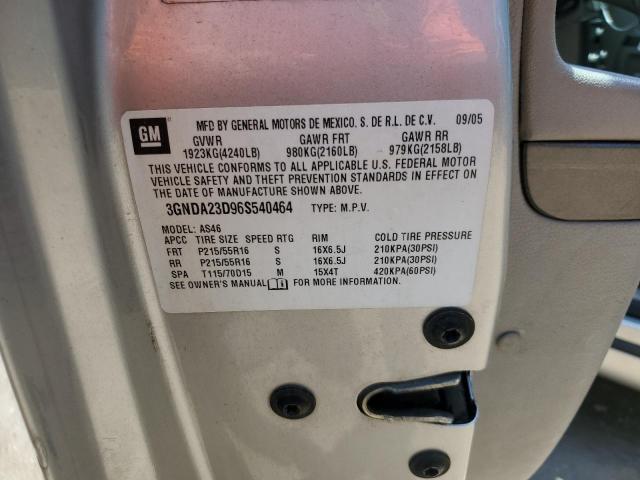 GM
MFD BY GENERAL MOTORS DE MEXICO. S. DE R.L. DE C.V. 09/05
GVWR GAWR FRT GAWR RR
1923KG(4240LB) 980KG(2160LB) 979KG(2158LB)
THIS VEHICLE CONFORMS TO ALL APPLICABLE U.S. FEDERAL MOTOR
VEHICLE SAFETY AND THEFT PREVENTION STANDARDS IN EFFECT ON
THE DATE OF MANUFACTURE SHOWN ABOVE.
3GNDA23D96S540464 TYPE: M.P.V.
MODEL: AS46
APCC TIRE SIZE SPEED RTG RIM COLD TIRE PRESSURE
FRT P215/55R16 S 16X6.5J 210KPA(30PSI)
RR P215/55R16 S 16X6.5J 210KPA(30PSI)
SPA T115/70D15 M 15X4T 420KPA(60PSI)
SEE OWNER'S MANUAL FOR MORE INFORMATION.